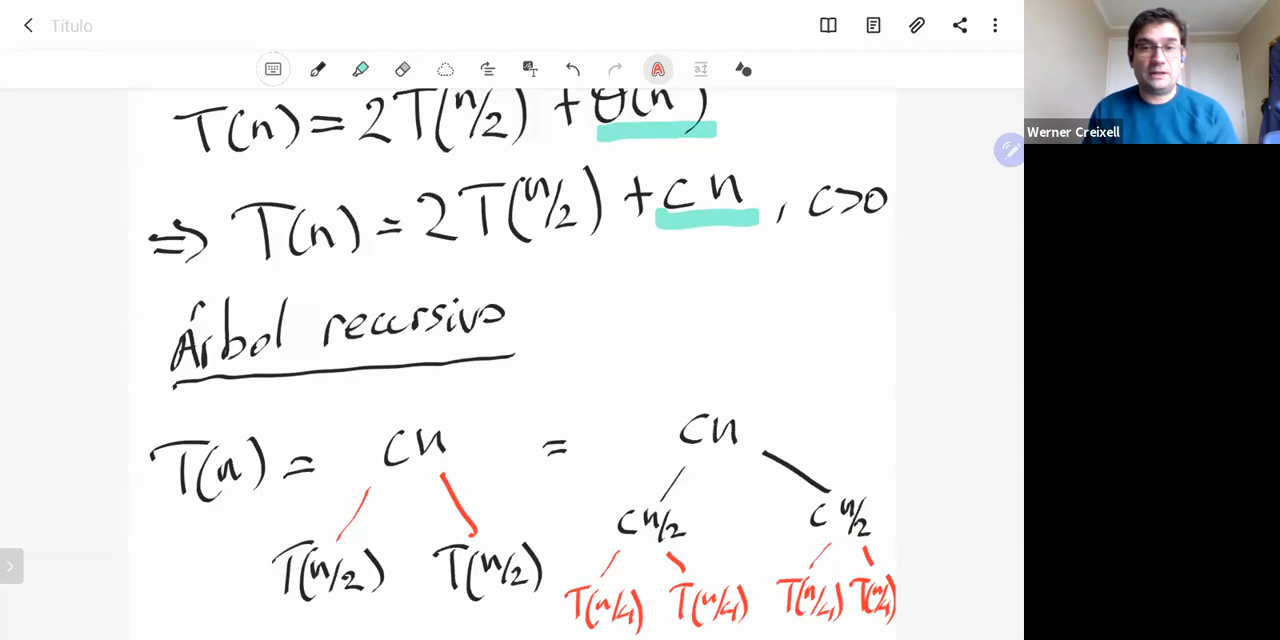 Título
T(n) = 2T(n/2) + Θ(n)
⇒ T(n) = 2T(n/2) + cn , c>0
Árbol recursivo
T(n) = cn = cn
cn/2 cn/2
T(n/2) T(n/2)
T(n/4) T(n/4) T(n/4) T(n/4)
Werner Creixell